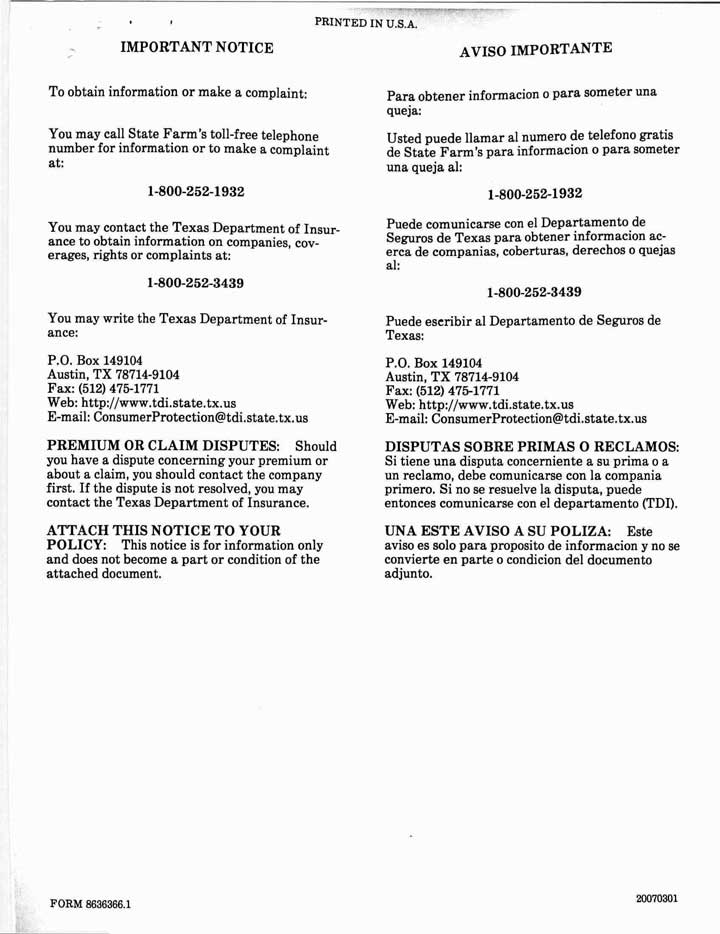 PRINTED IN U.S.A.
IMPORTANT NOTICE
To obtain information or make a complaint:
You may call State Farm's toll-free telephone
number for information or to make a complaint
at:
1-800-252-1932
You may contact the Texas Department of Insur-
ance to obtain information on companies, cov-
erages, rights or complaints at:
1-800-252-3439
You may write the Texas Department of Insur-
ance:
P.O. Box 149104
Austin, TX 78714-9104
Fax: (512) 475-1771
Web: http://www.tdi.state.tx.us
E-mail: ConsumerProtection@tdi.state.tx.us
PREMIUM OR CLAIM DISPUTES: Should
you have a dispute concerning your premium or
about a claim, you should contact the company
first. If the dispute is not resolved, you may
contact the Texas Department of Insurance.
ATTACH THIS NOTICE TO YOUR
POLICY: This notice is for information only
and does not become a part or condition of the
attached document.
AVISO IMPORTANTE
Para obtener informacion o para someter una
queja:
Usted puede llamar al numero de telefono gratis
de State Farm's para informacion o para someter
una queja al:
1-800-252-1932
Puede comunicarse con el Departamento de
Seguros de Texas para obtener informacion ac-
erca de companias, coberturas, derechos o quejas
al:
1-800-252-3439
Puede escribir al Departamento de Seguros de
Texas:
P.O. Box 149104
Austin, TX 78714-9104
Fax: (512) 475-1771
Web: http://www.tdi.state.tx.us
E-mail: ConsumerProtection@tdi.state.tx.us
DISPUTAS SOBRE PRIMAS O RECLAMOS:
Si tiene una disputa concerniente a su prima o a
un reclamo, debe comunicarse con la compania
primero. Si no se resuelve la disputa, puede
entonces comunicarse con el departamento (TDI).
UNA ESTE AVISO A SU POLIZA: Este
aviso es solo para proposito de informacion y no se
convierte en parte o condicion del documento
adjunto.
FORM 8636366.1
20070301